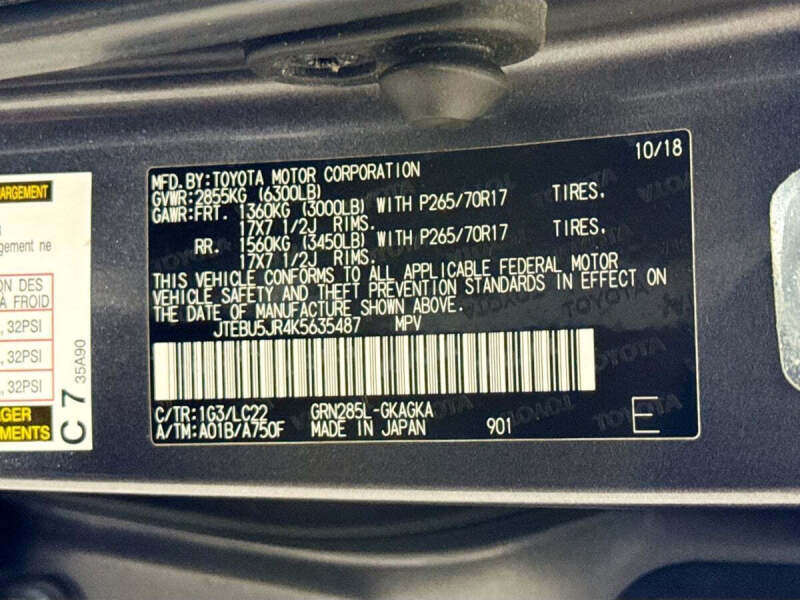 10/18
MFD.BY:TOYOTA MOTOR CORPORATION
GVWR:2855KG (6300LB)
GAWR:FRT. 1360KG (3000LB) WITH P265/70R17 TIRES,
17X7 1/2J RIMS.
RR. 1560KG (3450LB) WITH P265/70R17 TIRES,
17X7 1/2J RIMS.
THIS VEHICLE CONFORMS TO ALL APPLICABLE FEDERAL MOTOR
VEHICLE SAFETY AND THEFT PREVENTION STANDARDS IN EFFECT ON
THE DATE OF MANUFACTURE SHOWN ABOVE.
JTEBU5JR4K5635487 MPV
C/TR:1G3/LC22 GRN285L-GKAGKA
A/TM:A01B/A750F MADE IN JAPAN 901 E
TOYOTA
ARGEMENT
gement ne
ON DES
À FROID
, 32PSI
, 32PSI
, 32PSI
AGER
MENTS
C 7
35A90